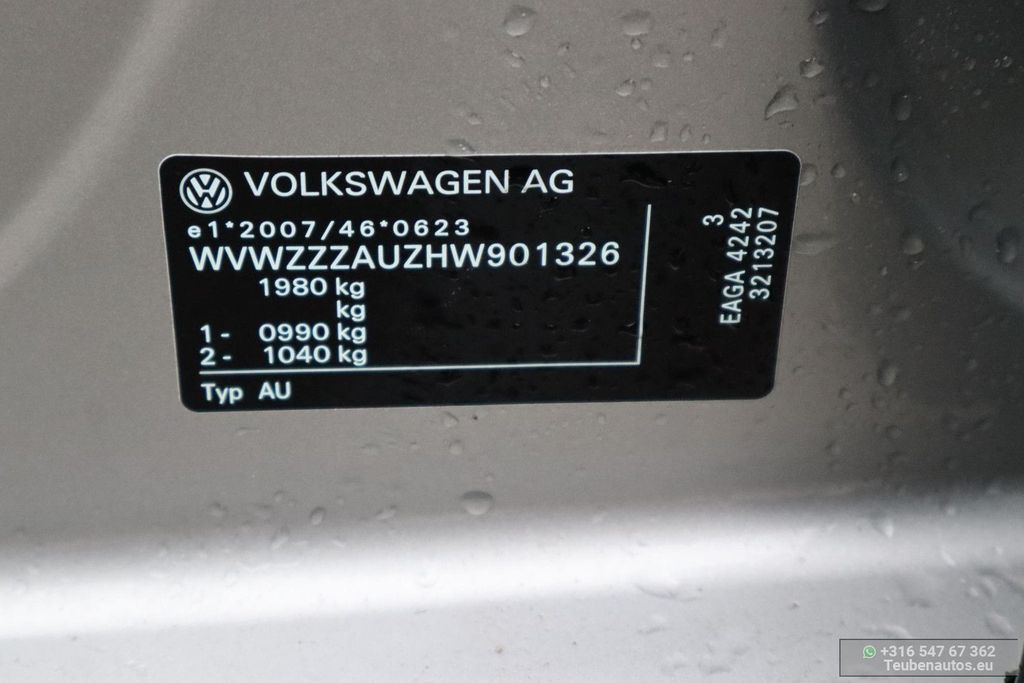 VOLKSWAGEN AG
e1*2007/46*0623
WVWZZZAUZHW901326
1980 kg
kg
1- 0990 kg
2- 1040 kg
Typ AU
3
EAGA 4242
3213207
+316 547 67 362
Teubenautos.eu